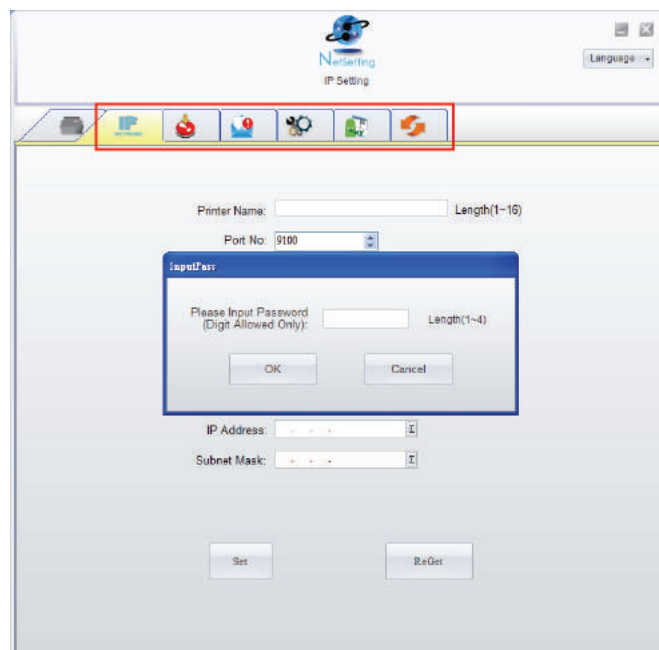 NetSetting
Language
IP Setting
IP
Printer Name: Length(1~16)
Port No: 9100
InputPass
Please Input Password
(Digit Allowed Only): Length(1~4)
OK Cancel
IP Address:
Subnet Mask:
Set ReGet